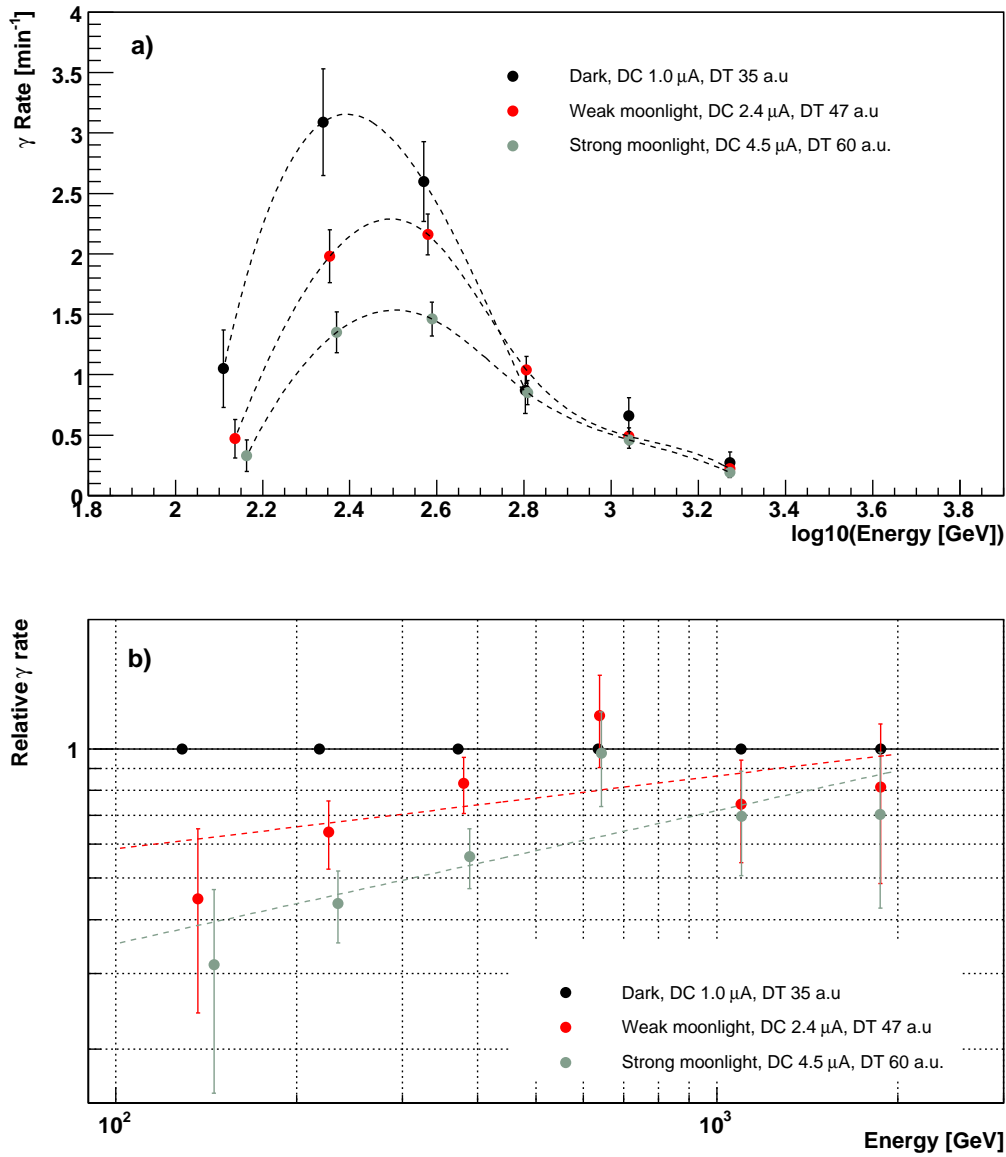 γ Rate [min⁻¹]
4
3.5
3
2.5
2
1.5
1
0.5
0
a)
Dark, DC 1.0 μA, DT 35 a.u
Weak moonlight, DC 2.4 μA, DT 47 a.u
Strong moonlight, DC 4.5 μA, DT 60 a.u.
1.8 2 2.2 2.4 2.6 2.8 3 3.2 3.4 3.6 3.8
log10(Energy [GeV])
Relative γ rate
b)
1
Dark, DC 1.0 μA, DT 35 a.u
Weak moonlight, DC 2.4 μA, DT 47 a.u
Strong moonlight, DC 4.5 μA, DT 60 a.u.
10² 10³
Energy [GeV]